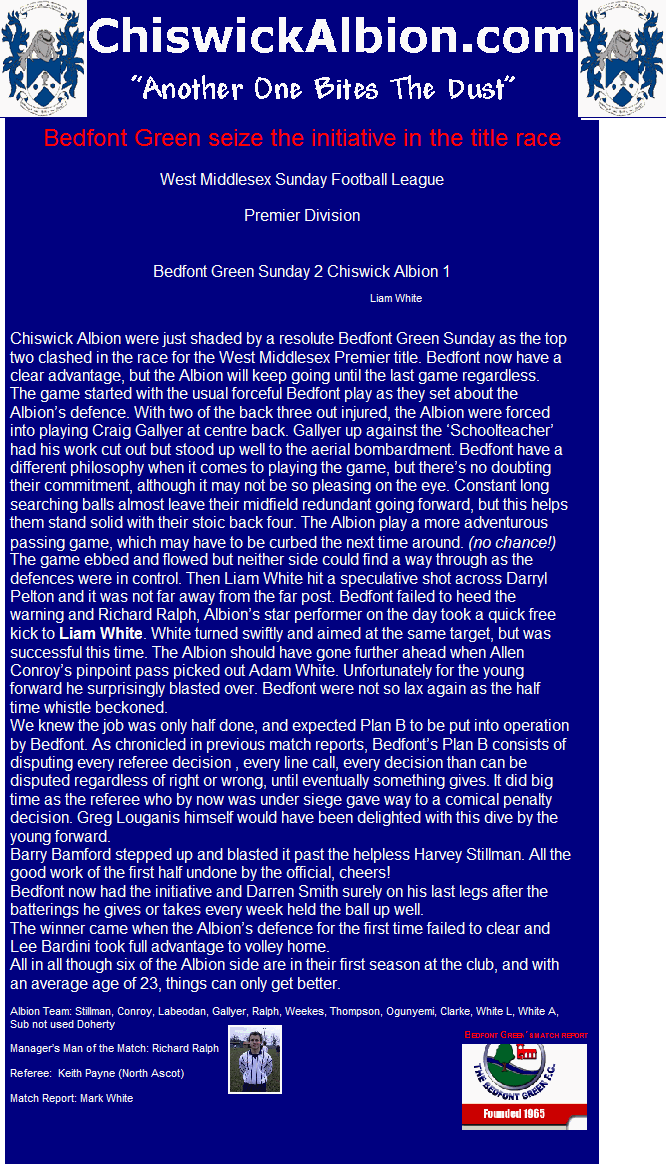 ChiswickAlbion.com
“Another One Bites The Dust”
Bedfont Green seize the initiative in the title race
West Middlesex Sunday Football League
Premier Division
Bedfont Green Sunday 2 Chiswick Albion 1
Liam White
Chiswick Albion were just shaded by a resolute Bedfont Green Sunday as the top
two clashed in the race for the West Middlesex Premier title. Bedfont now have a
clear advantage, but the Albion will keep going until the last game regardless.
The game started with the usual forceful Bedfont play as they set about the
Albion’s defence. With two of the back three out injured, the Albion were forced
into playing Craig Gallyer at centre back. Gallyer up against the ‘Schoolteacher’
had his work cut out but stood up well to the aerial bombardment. Bedfont have a
different philosophy when it comes to playing the game, but there’s no doubting
their commitment, although it may not be so pleasing on the eye. Constant long
searching balls almost leave their midfield redundant going forward, but this helps
them stand solid with their stoic back four. The Albion play a more adventurous
passing game, which may have to be curbed the next time around. (no chance!)
The game ebbed and flowed but neither side could find a way through as the
defences were in control. Then Liam White hit a speculative shot across Darryl
Pelton and it was not far away from the far post. Bedfont failed to heed the
warning and Richard Ralph, Albion’s star performer on the day took a quick free
kick to Liam White. White turned swiftly and aimed at the same target, but was
successful this time. The Albion should have gone further ahead when Allen
Conroy’s pinpoint pass picked out Adam White. Unfortunately for the young
forward he surprisingly blasted over. Bedfont were not so lax again as the half
time whistle beckoned.
We knew the job was only half done, and expected Plan B to be put into operation
by Bedfont. As chronicled in previous match reports, Bedfont’s Plan B consists of
disputing every referee decision , every line call, every decision than can be
disputed regardless of right or wrong, until eventually something gives. It did big
time as the referee who by now was under siege gave way to a comical penalty
decision. Greg Louganis himself would have been delighted with this dive by the
young forward.
Barry Bamford stepped up and blasted it past the helpless Harvey Stillman. All the
good work of the first half undone by the official, cheers!
Bedfont now had the initiative and Darren Smith surely on his last legs after the
batterings he gives or takes every week held the ball up well.
The winner came when the Albion’s defence for the first time failed to clear and
Lee Bardini took full advantage to volley home.
All in all though six of the Albion side are in their first season at the club, and with
an average age of 23, things can only get better.
Albion Team: Stillman, Conroy, Labeodan, Gallyer, Ralph, Weekes, Thompson, Ogunyemi, Clarke, White L, White A,
Sub not used Doherty
BEDFONT GREEN'S MATCH REPORT
Manager's Man of the Match: Richard Ralph
Referee: Keith Payne (North Ascot)
Match Report: Mark White
THE BEDFONT GREEN F.C.
Founded 1965